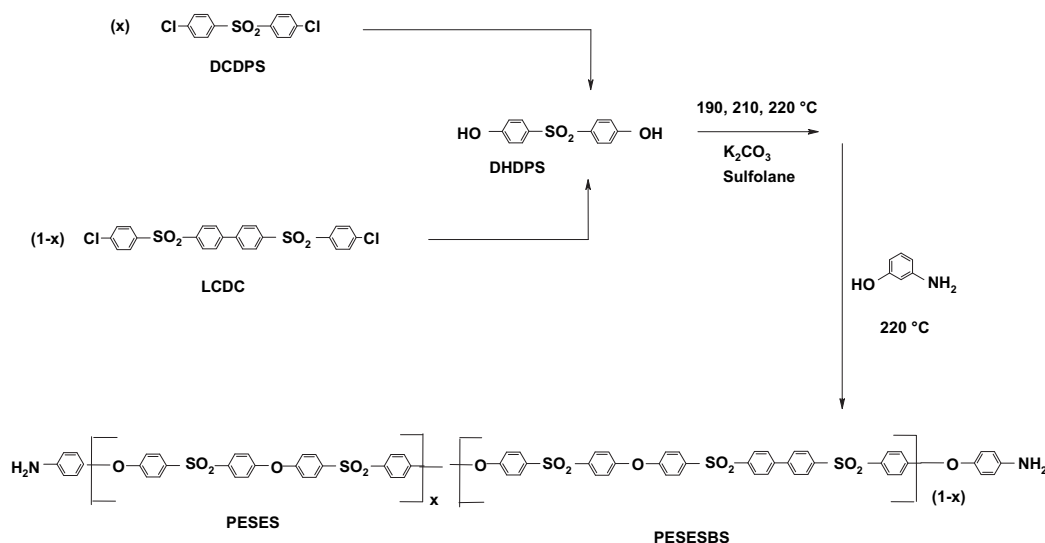 (x) Cl SO2 Cl
DCDPS
190, 210, 220 °C
HO SO2 OH
DHDPS
K2CO3
Sulfolane
(1-x) Cl SO2 SO2 Cl
LCDC
HO NH2
220 °C
H2N O SO2 O SO2 x O SO2 O SO2 SO2 (1-x) O NH2
PESES
PESESBS